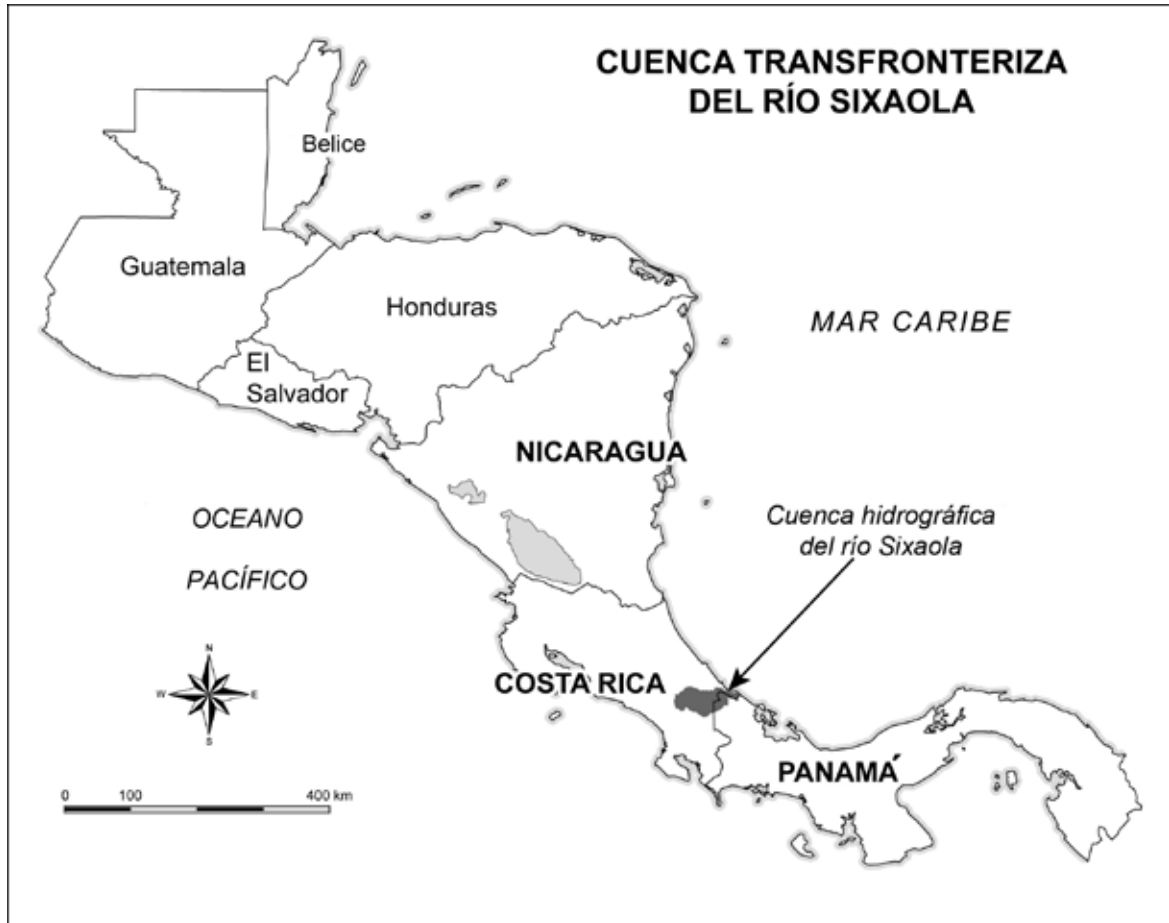 CUENCA TRANSFRONTERIZA
DEL RÍO SIXAOLA
Belice
Guatemala
Honduras
MAR CARIBE
El
Salvador
NICARAGUA
OCEANO
PACÍFICO
Cuenca hidrográfica
del río Sixaola
N
W E
S
COSTA RICA
PANAMÁ
0 100 400 km